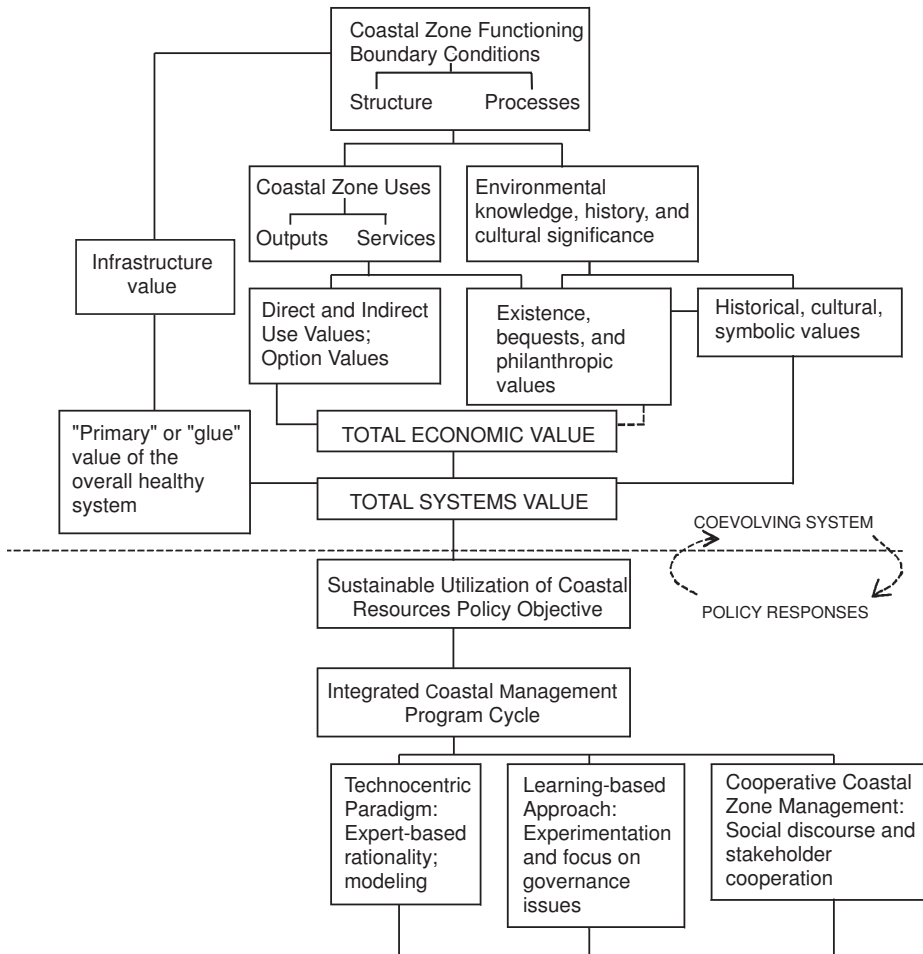 Coastal Zone Functioning
Boundary Conditions
Structure Processes
Coastal Zone Uses
Outputs Services
Environmental
knowledge, history, and
cultural significance
Infrastructure
value
Direct and Indirect
Use Values;
Option Values
Existence,
bequests, and
philanthropic
values
Historical, cultural,
symbolic values
"Primary" or "glue"
value of the
overall healthy
system
TOTAL ECONOMIC VALUE
TOTAL SYSTEMS VALUE
COEVOLVING SYSTEM
POLICY RESPONSES
Sustainable Utilization of Coastal
Resources Policy Objective
Integrated Coastal Management
Program Cycle
Technocentric
Paradigm:
Expert-based
rationality;
modeling
Learning-based
Approach:
Experimentation
and focus on
governance
issues
Cooperative Coastal
Zone Management:
Social discourse and
stakeholder
cooperation